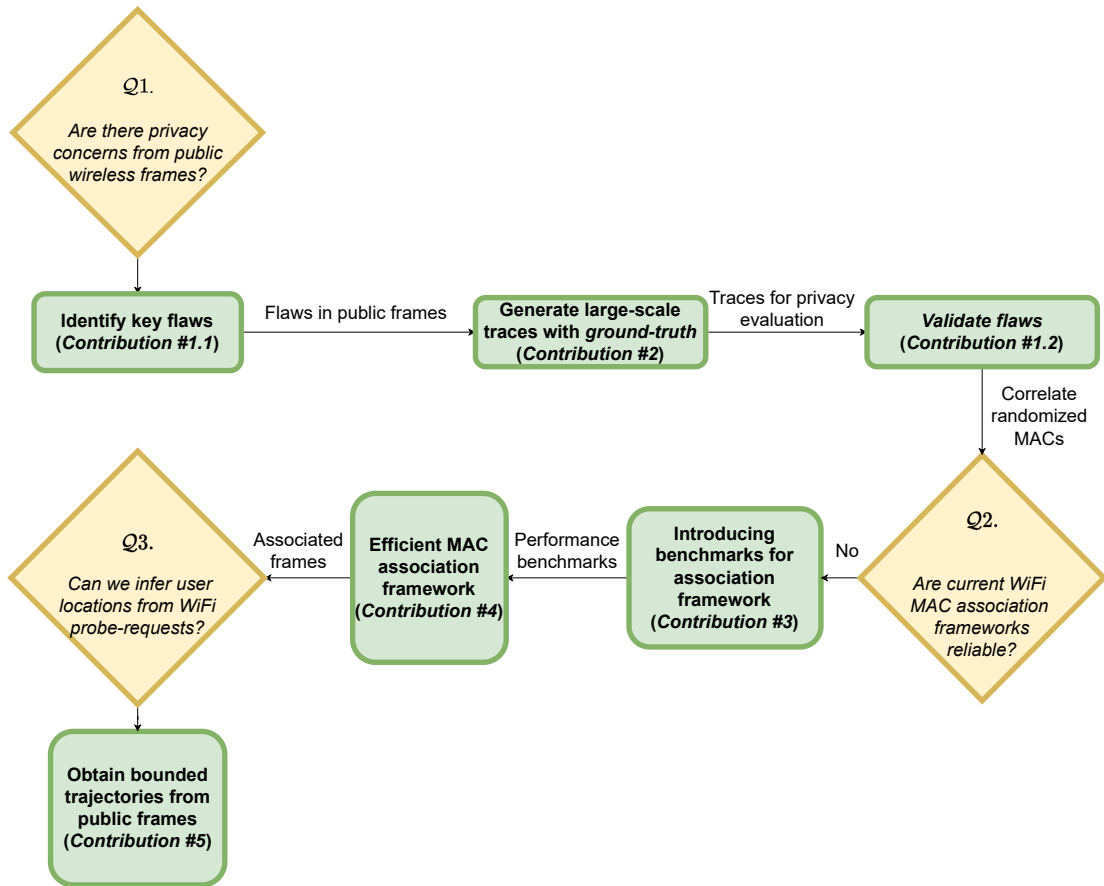 Q1.
Are there privacy
concerns from public
wireless frames?
Identify key flaws
(Contribution #1.1)
Flaws in public frames
Generate large-scale
traces with ground-truth
(Contribution #2)
Traces for privacy
evaluation
Validate flaws
(Contribution #1.2)
Correlate
randomized
MACs
Q2.
Are current WiFi
MAC association
frameworks
reliable?
No
Introducing
benchmarks for
association
framework
(Contribution #3)
Performance
benchmarks
Efficient MAC
association
framework
(Contribution #4)
Associated
frames
Q3.
Can we infer user
locations from WiFi
probe-requests?
Obtain bounded
trajectories from
public frames
(Contribution #5)